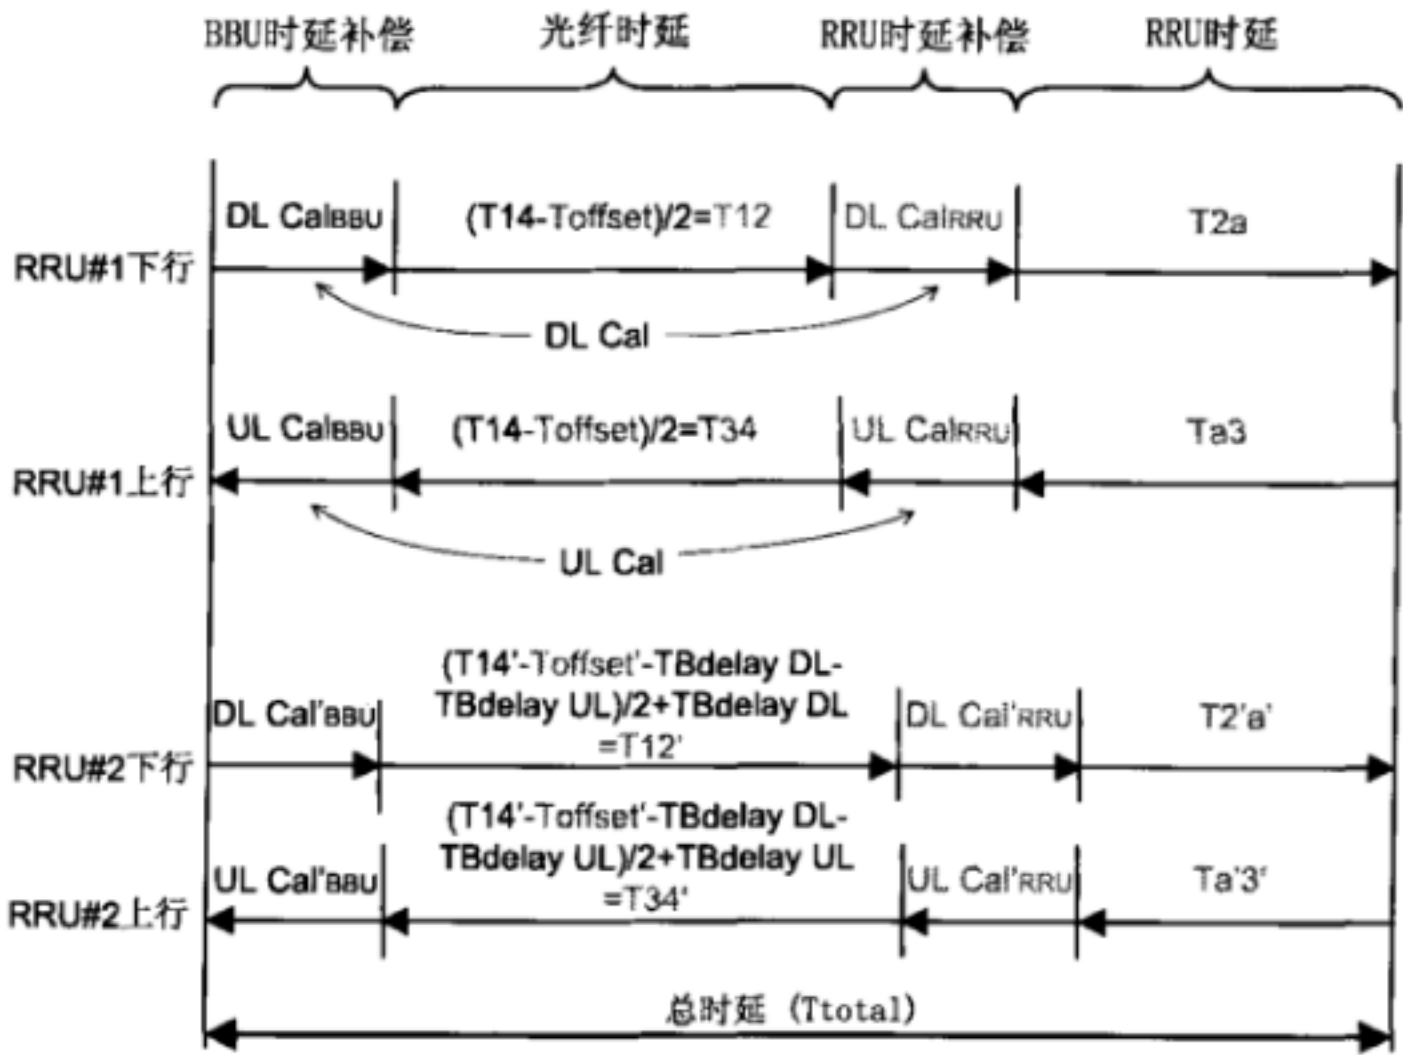 BBU时延补偿 光纤时延 RRU时延补偿 RRU时延
DL CalBBU (T14-Toffset)/2=T12 DL CalRRU T2a
RRU#1下行
DL Cal
UL CalBBU (T14-Toffset)/2=T34 UL CalRRU Ta3
RRU#1上行
UL Cal
(T14'-Toffset'-TBdelay DL-
DL Cal'BBU TBdelay UL)/2+TBdelay DL DL Cal'RRU T2'a'
=T12'
RRU#2下行
(T14'-Toffset'-TBdelay DL-
UL Cal'BBU TBdelay UL)/2+TBdelay UL UL Cal'RRU Ta'3'
=T34'
RRU#2上行
总时延 (Ttotal)